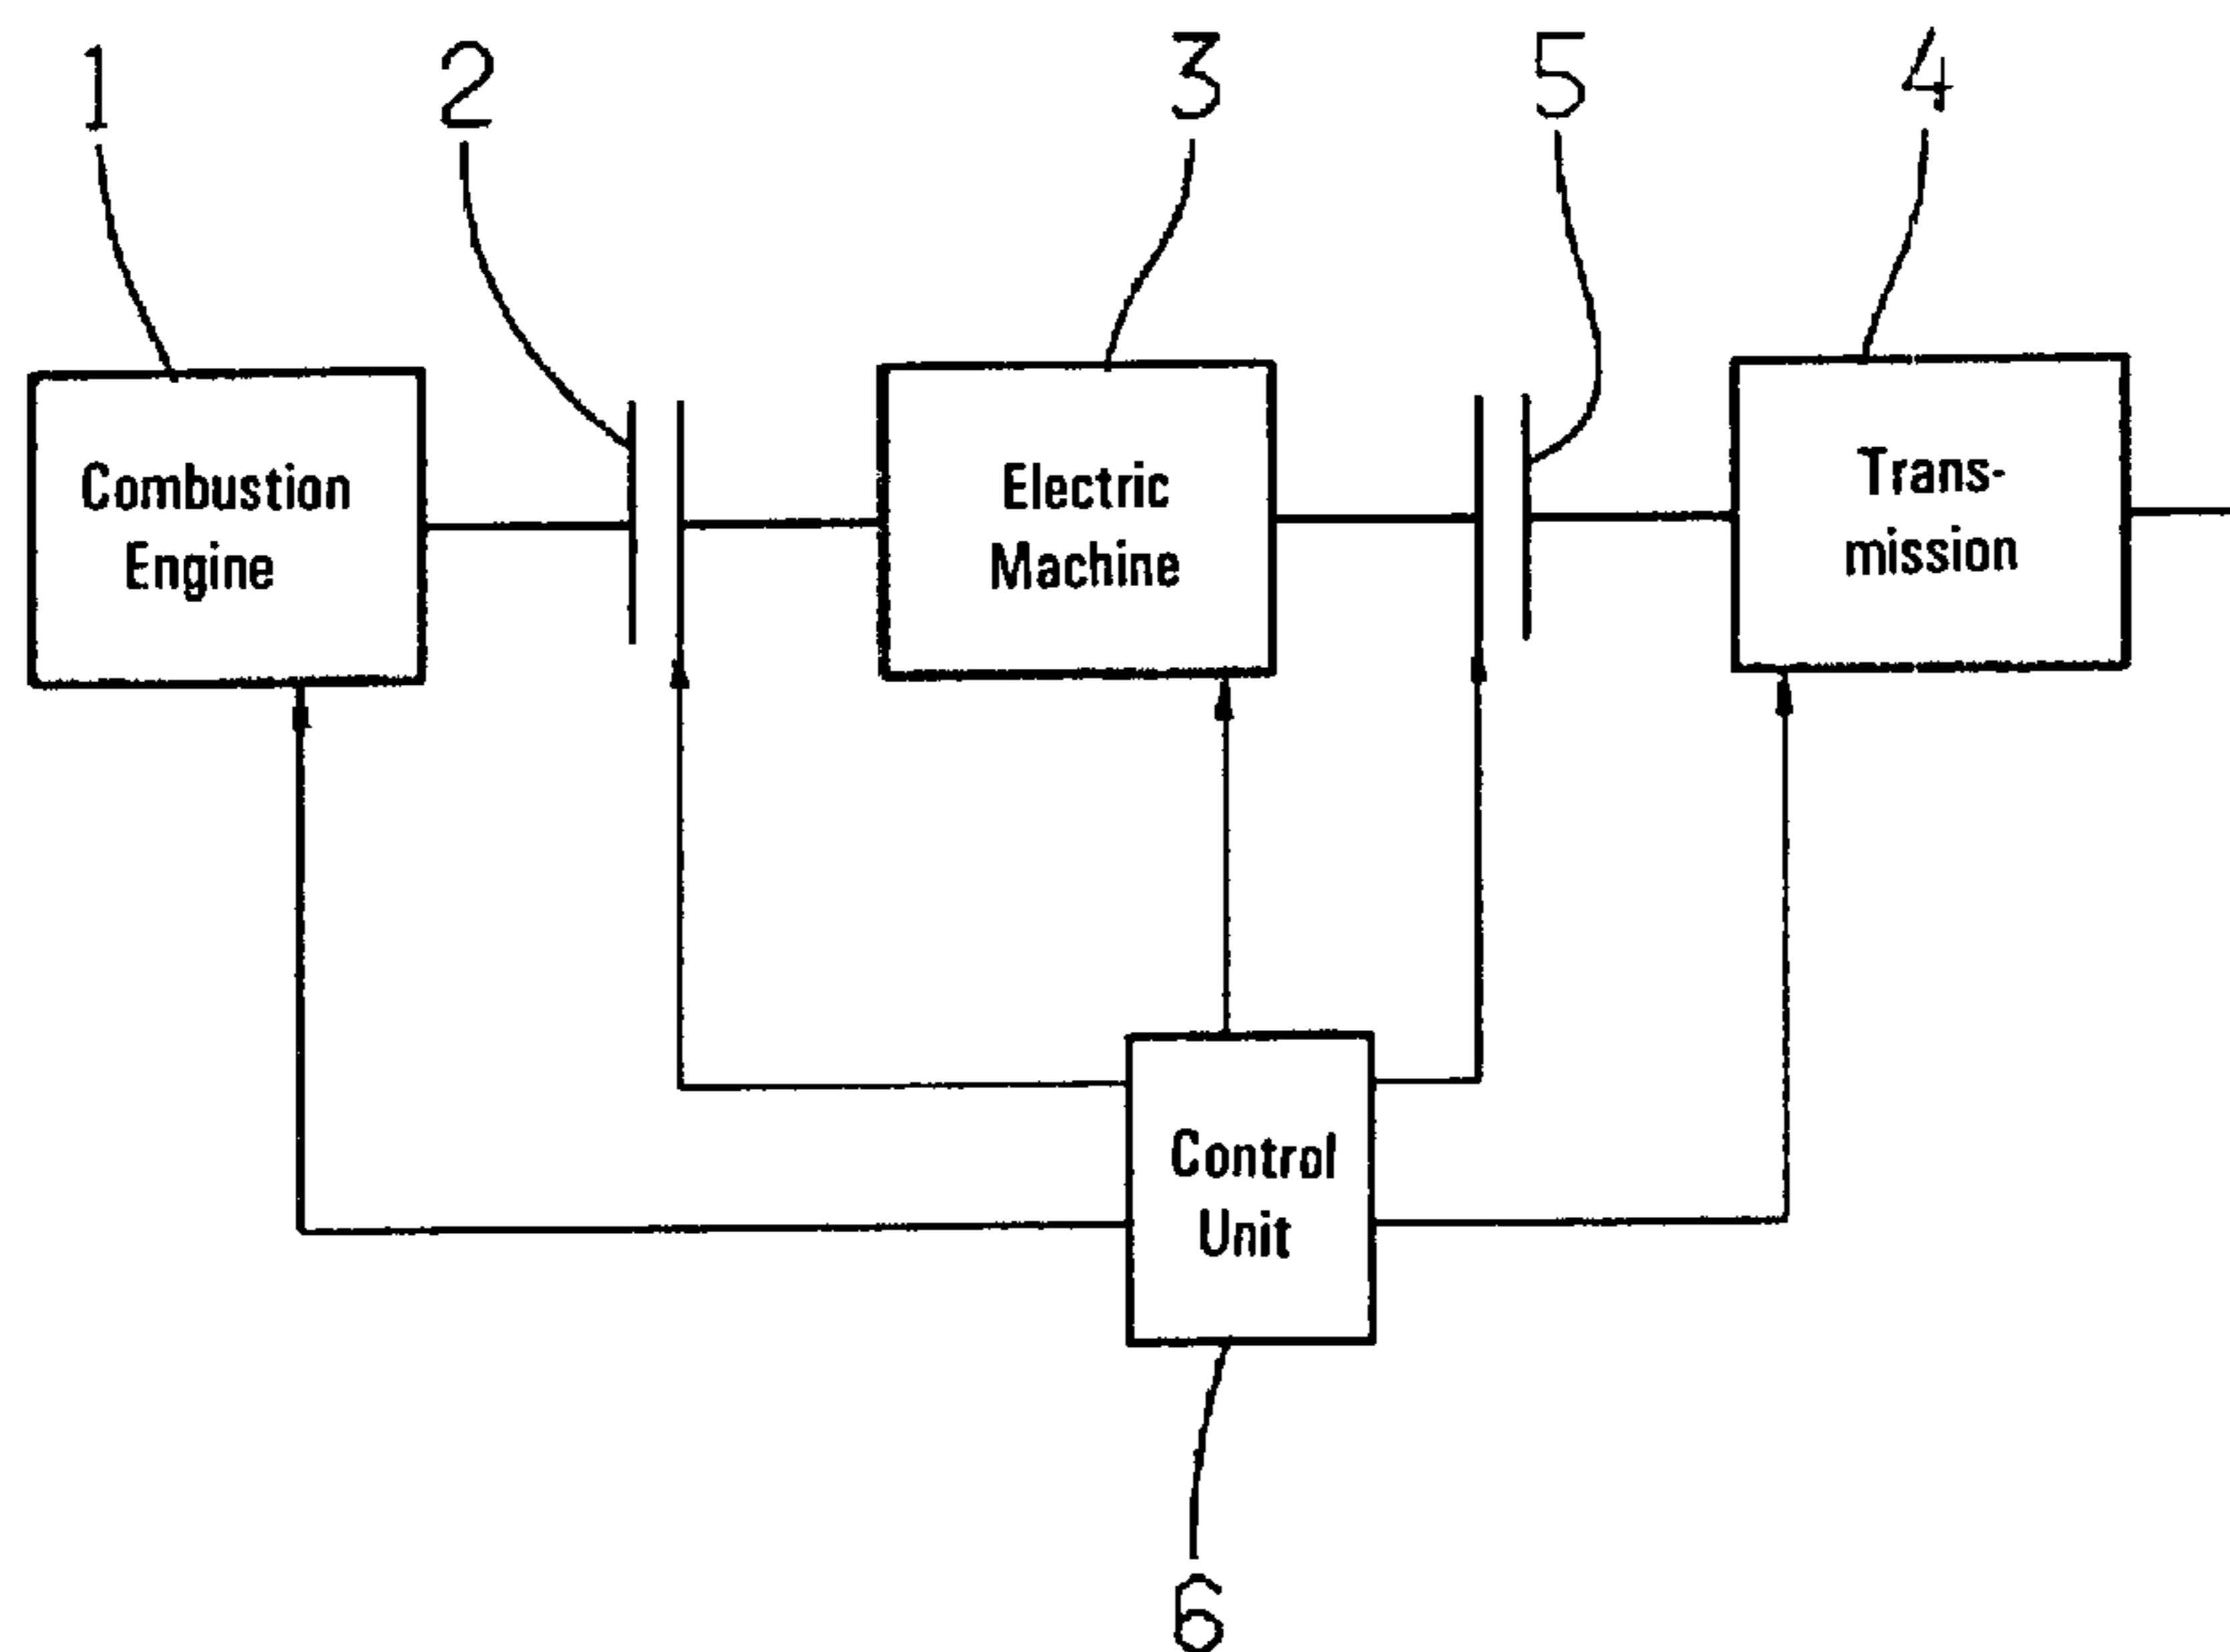 1 2 3 5 4
Combustion
Engine
Electric
Machine
Trans-
mission
Control
Unit
6